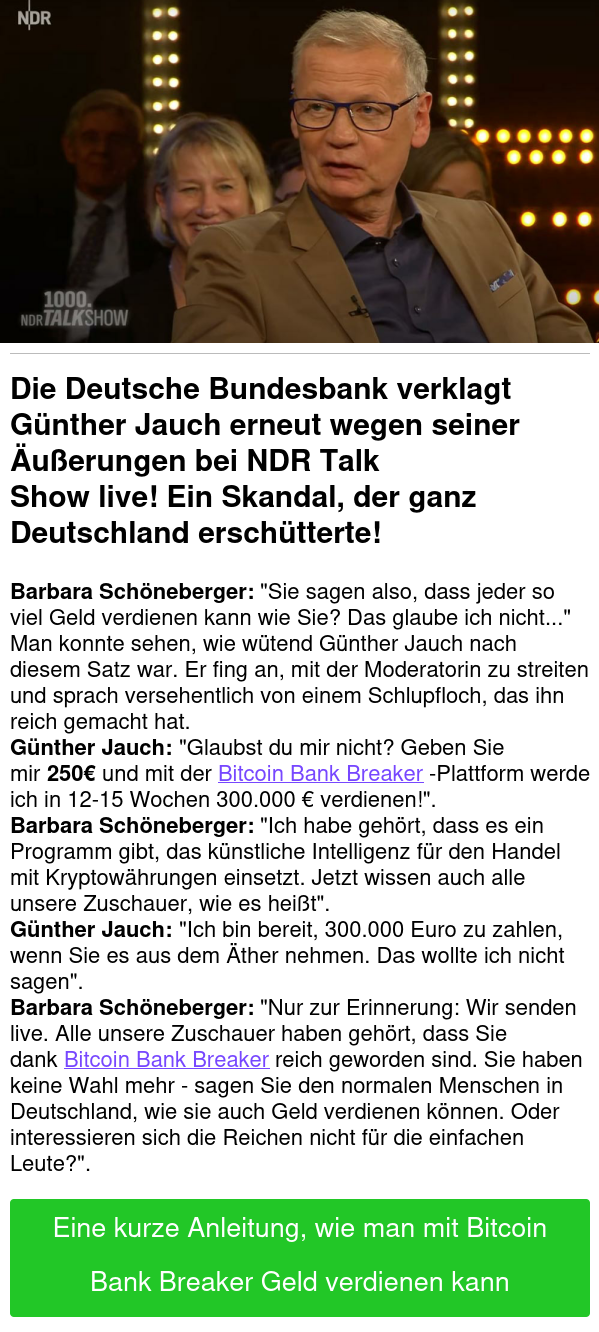 NDR
1000.
NDR TALKSHOW
Die Deutsche Bundesbank verklagt
Günther Jauch erneut wegen seiner
Äußerungen bei NDR Talk
Show live! Ein Skandal, der ganz
Deutschland erschütterte!
Barbara Schöneberger: "Sie sagen also, dass jeder so
viel Geld verdienen kann wie Sie? Das glaube ich nicht..."
Man konnte sehen, wie wütend Günther Jauch nach
diesem Satz war. Er fing an, mit der Moderatorin zu streiten
und sprach versehentlich von einem Schlupfloch, das ihn
reich gemacht hat.
Günther Jauch: "Glaubst du mir nicht? Geben Sie
mir 250€ und mit der Bitcoin Bank Breaker -Plattform werde
ich in 12-15 Wochen 300.000 € verdienen!".
Barbara Schöneberger: "Ich habe gehört, dass es ein
Programm gibt, das künstliche Intelligenz für den Handel
mit Kryptowährungen einsetzt. Jetzt wissen auch alle
unsere Zuschauer, wie es heißt".
Günther Jauch: "Ich bin bereit, 300.000 Euro zu zahlen,
wenn Sie es aus dem Äther nehmen. Das wollte ich nicht
sagen".
Barbara Schöneberger: "Nur zur Erinnerung: Wir senden
live. Alle unsere Zuschauer haben gehört, dass Sie
dank Bitcoin Bank Breaker reich geworden sind. Sie haben
keine Wahl mehr - sagen Sie den normalen Menschen in
Deutschland, wie sie auch Geld verdienen können. Oder
interessieren sich die Reichen nicht für die einfachen
Leute?".
Eine kurze Anleitung, wie man mit Bitcoin
Bank Breaker Geld verdienen kann